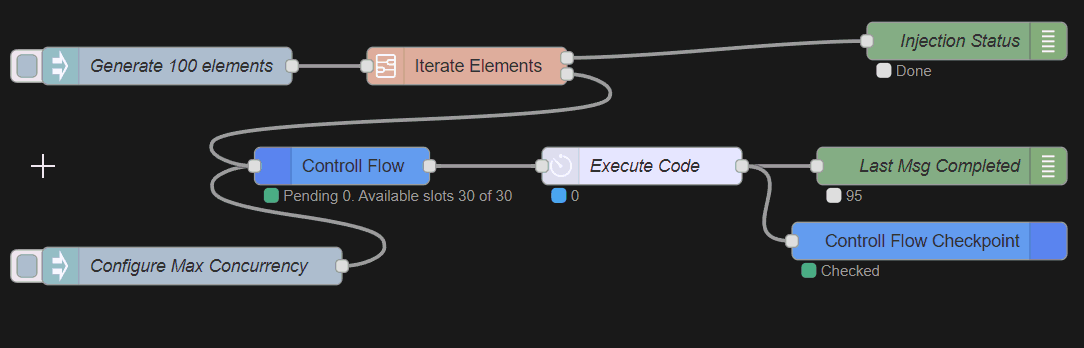 Injection Status
Generate 100 elements
Iterate Elements
Done
Controll Flow
Execute Code
Last Msg Completed
Pending 0. Available slots 30 of 30
0
95
Controll Flow Checkpoint
Configure Max Concurrency
Checked